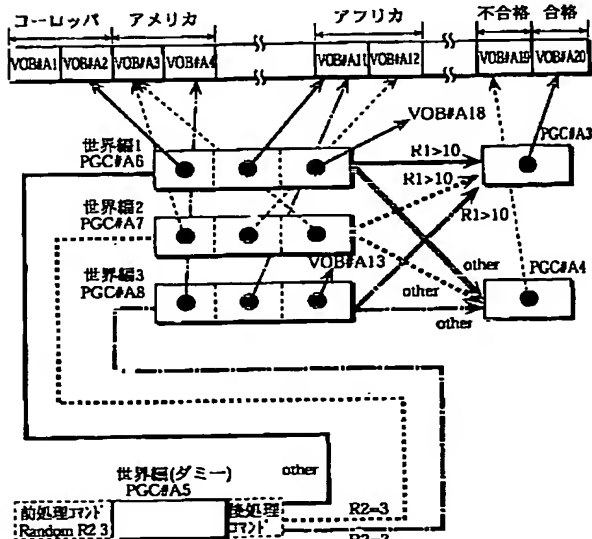 ヨーロッパ アメリカ アフリカ 不合格 合格
VOB#A1 VOB#A2 VOB#A3 VOB#A4 VOB#A11 VOB#A12 VOB#A19 VOB#A20
VOB#A18
世界編1
PGC#A6
R1>10
PGC#A3
R1>10
世界編2
PGC#A7
R1>10
世界編3
PGC#A8
VOB#A13
other
PGC#A4
other
other
世界編(ダミー)
PGC#A5
other
前処理コマンド
Random R2 3
後処理
コマンド
R2=3